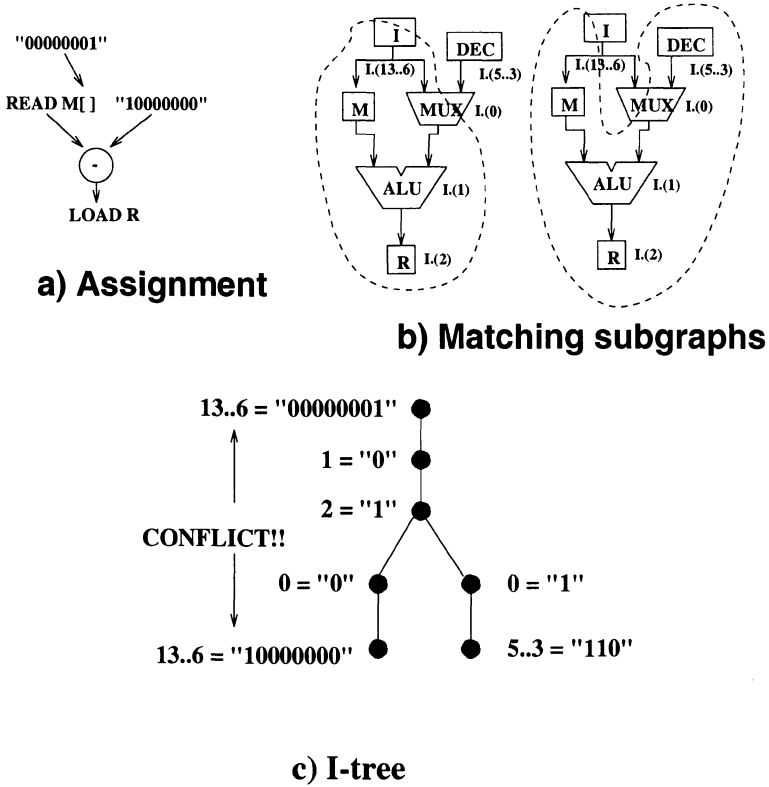 "00000001"
READ M[ ] "10000000"
-
LOAD R
a) Assignment
I
DEC
I.(13..6)
I.(5..3)
M
MUX
I.(0)
ALU
I.(1)
R
I.(2)
I
DEC
I.(13..6)
I.(5..3)
M
MUX
I.(0)
ALU
I.(1)
R
I.(2)
b) Matching subgraphs
13..6 = "00000001"
1 = "0"
2 = "1"
CONFLICT!!
0 = "0"
0 = "1"
13..6 = "10000000"
5..3 = "110"
c) I-tree